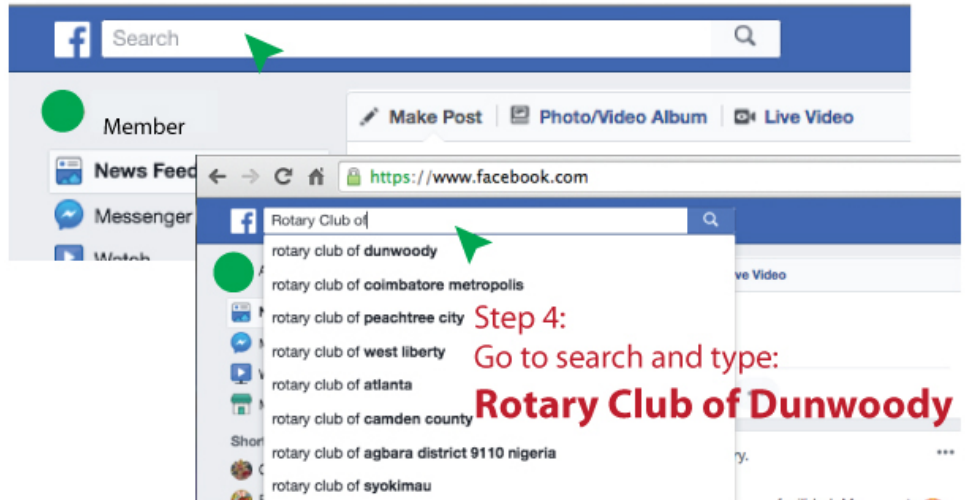 f Search
Member
Make Post Photo/Video Album Live Video
News Feed
Messenger
Watch
https://www.facebook.com
f Rotary Club of
rotary club of dunwoody
ve Video
rotary club of coimbatore metropolis
rotary club of peachtree city
Step 4:
rotary club of west liberty
Go to search and type:
rotary club of atlanta
Rotary Club of Dunwoody
rotary club of camden county
Shor
rotary club of agbara district 9110 nigeria
ry.
rotary club of syokimau